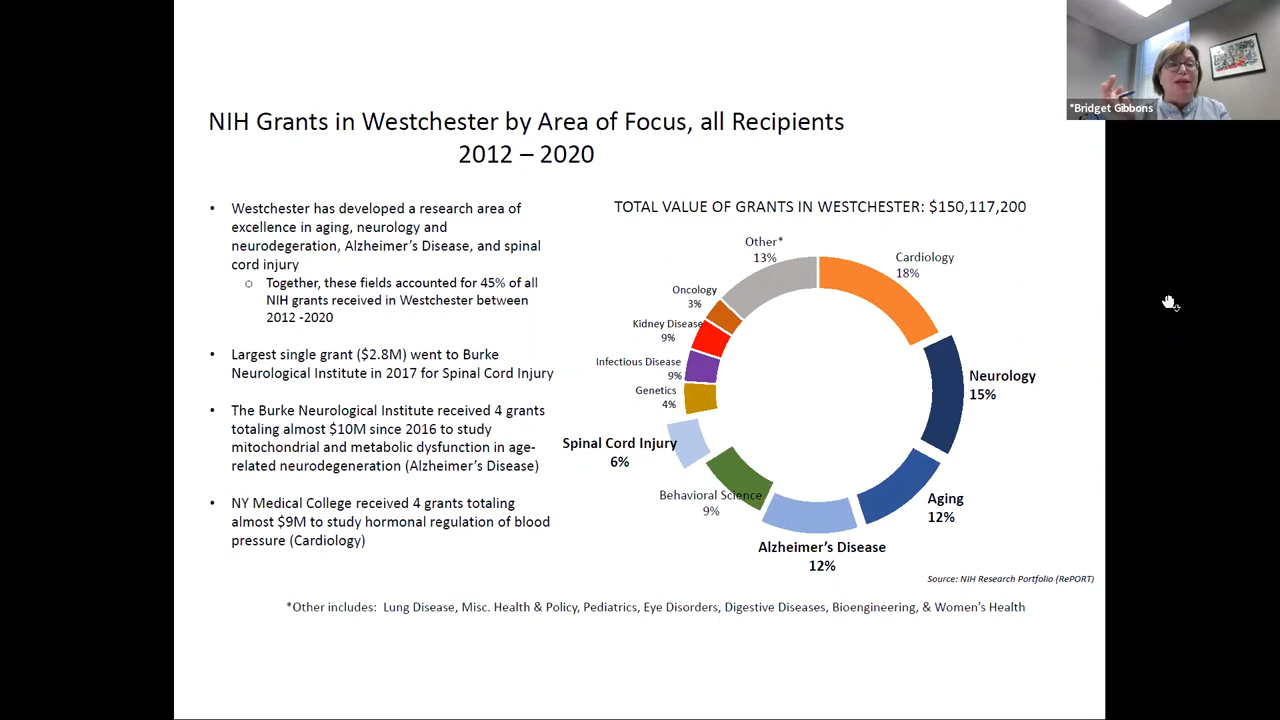 *Bridget Gibbons
NIH Grants in Westchester by Area of Focus, all Recipients
2012 – 2020
• Westchester has developed a research area of
excellence in aging, neurology and
neurodegeration, Alzheimer's Disease, and spinal
cord injury
o Together, these fields accounted for 45% of all
NIH grants received in Westchester between
2012 -2020
• Largest single grant ($2.8M) went to Burke
Neurological Institute in 2017 for Spinal Cord Injury
• The Burke Neurological Institute received 4 grants
totaling almost $10M since 2016 to study
mitochondrial and metabolic dysfunction in age-
related neurodegeneration (Alzheimer's Disease)
• NY Medical College received 4 grants totaling
almost $9M to study hormonal regulation of blood
pressure (Cardiology)
TOTAL VALUE OF GRANTS IN WESTCHESTER: $150,117,200
Other*
13%
Cardiology
18%
Oncology
3%
Kidney Disease
9%
Infectious Disease
9%
Genetics
4%
Neurology
15%
Spinal Cord Injury
6%
Behavioral Science
9%
Aging
12%
Alzheimer's Disease
12%
Source: NIH Research Portfolio (RePORT)
*Other includes: Lung Disease, Misc. Health & Policy, Pediatrics, Eye Disorders, Digestive Diseases, Bioengineering, & Women's Health